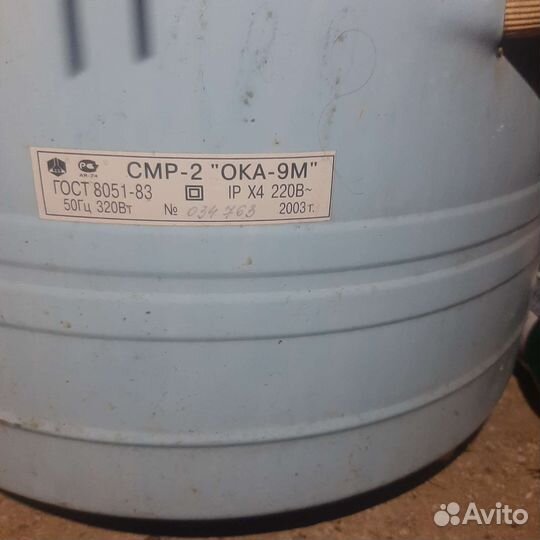 СМР-2 "ОКА-9М"
ГОСТ 8051-83 IP X4 220В~
50Гц 320Вт № 034763 2003г.
Avito